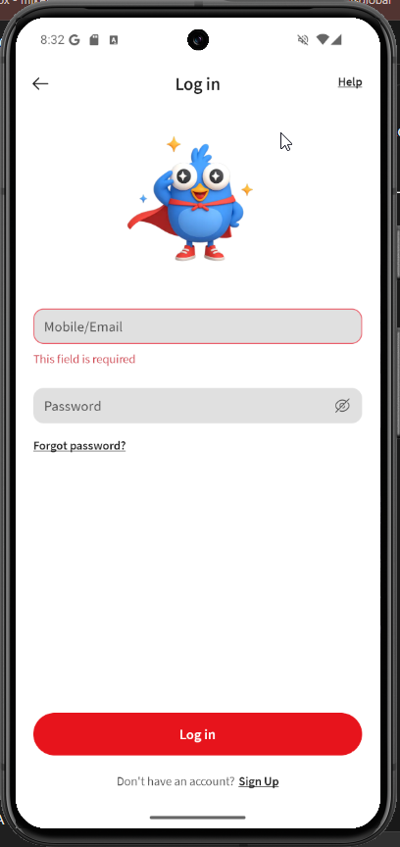 8:32
Log in
Help
Mobile/Email
This field is required
Password
Forgot password?
Log in
Don't have an account? Sign Up